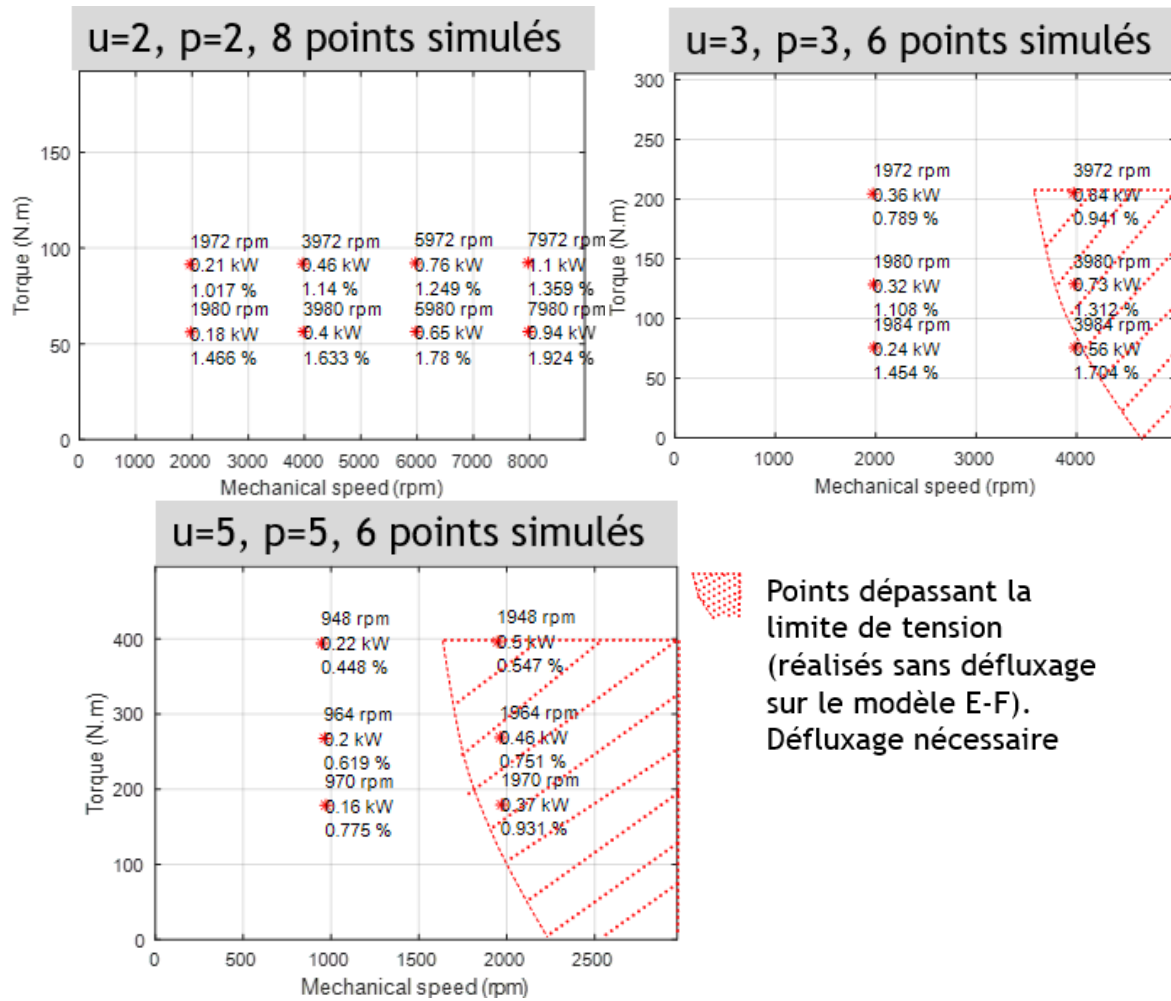 u=2, p=2, 8 points simulés
150
100
50
0
Torque (N.m)
1972 rpm
0.21 kW
1.017 %
3972 rpm
0.46 kW
1.14 %
5972 rpm
0.76 kW
1.249 %
7972 rpm
1.1 kW
1.359 %
1980 rpm
0.18 kW
1.466 %
3980 rpm
0.4 kW
1.633 %
5980 rpm
0.65 kW
1.78 %
7980 rpm
0.94 kW
1.924 %
0 1000 2000 3000 4000 5000 6000 7000 8000
Mechanical speed (rpm)
u=3, p=3, 6 points simulés
300
250
200
150
100
50
0
Torque (N.m)
1972 rpm
0.36 kW
0.789 %
3972 rpm
0.84 kW
0.941 %
1980 rpm
0.32 kW
1.108 %
3980 rpm
0.73 kW
1.312 %
1984 rpm
0.24 kW
1.454 %
3984 rpm
0.56 kW
1.704 %
0 1000 2000 3000 4000
Mechanical speed (rpm)
u=5, p=5, 6 points simulés
400
300
200
100
0
Torque (N.m)
948 rpm
0.22 kW
0.448 %
1948 rpm
0.5 kW
0.547 %
964 rpm
0.2 kW
0.619 %
1964 rpm
0.46 kW
0.751 %
970 rpm
0.16 kW
0.775 %
1970 rpm
0.37 kW
0.931 %
0 500 1000 1500 2000 2500
Mechanical speed (rpm)
Points dépassant la
limite de tension
(réalisés sans défluxage
sur le modèle E-F).
Défluxage nécessaire